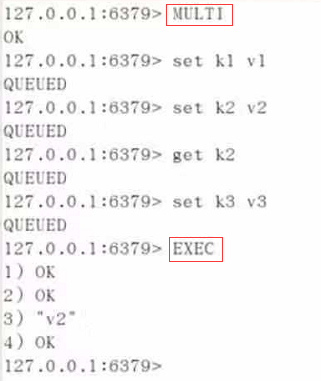 127.0.0.1:6379> MULTI
OK
127.0.0.1:6379> set k1 v1
QUEUED
127.0.0.1:6379> set k2 v2
QUEUED
127.0.0.1:6379> get k2
QUEUED
127.0.0.1:6379> set k3 v3
QUEUED
127.0.0.1:6379> EXEC
1) OK
2) OK
3) "v2"
4) OK
127.0.0.1:6379>